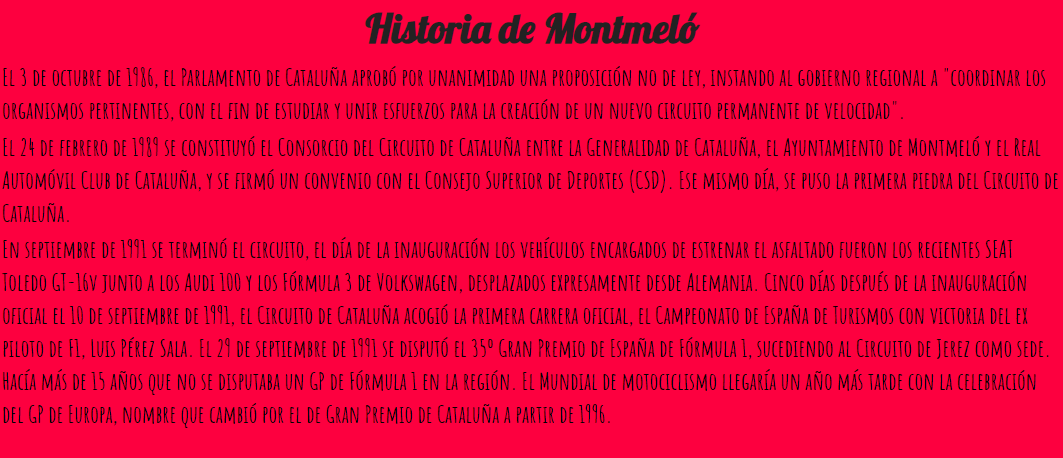 Historia de Montmeló
El 3 de octubre de 1986, el Parlamento de Cataluña aprobó por unanimidad una proposición no de ley, instando al gobierno regional a "coordinar los
organismos pertinentes, con el fin de estudiar y unir esfuerzos para la creación de un nuevo circuito permanente de velocidad".
El 24 de febrero de 1989 se constituyó el Consorcio del Circuito de Cataluña entre la Generalidad de Cataluña, el Ayuntamiento de Montmeló y el Real
Automóvil Club de Cataluña, y se firmó un convenio con el Consejo Superior de Deportes (CSD). Ese mismo día, se puso la primera piedra del Circuito de
Cataluña.
En septiembre de 1991 se terminó el circuito, el día de la inauguración los vehículos encargados de estrenar el asfaltado fueron los recientes SEAT
Toledo GT-16v junto a los Audi 100 y los Fórmula 3 de Volkswagen, desplazados expresamente desde Alemania. Cinco días después de la inauguración
oficial el 10 de septiembre de 1991, el Circuito de Cataluña acogió la primera carrera oficial, el Campeonato de España de Turismos con victoria del ex
piloto de F1, Luis Pérez Sala. El 29 de septiembre de 1991 se disputó el 35º Gran Premio de España de Fórmula 1, sucediendo al Circuito de Jerez como sede.
Hacía más de 15 años que no se disputaba un GP de Fórmula 1 en la región. El Mundial de motociclismo llegaría un año más tarde con la celebración
del GP de Europa, nombre que cambió por el de Gran Premio de Cataluña a partir de 1996.